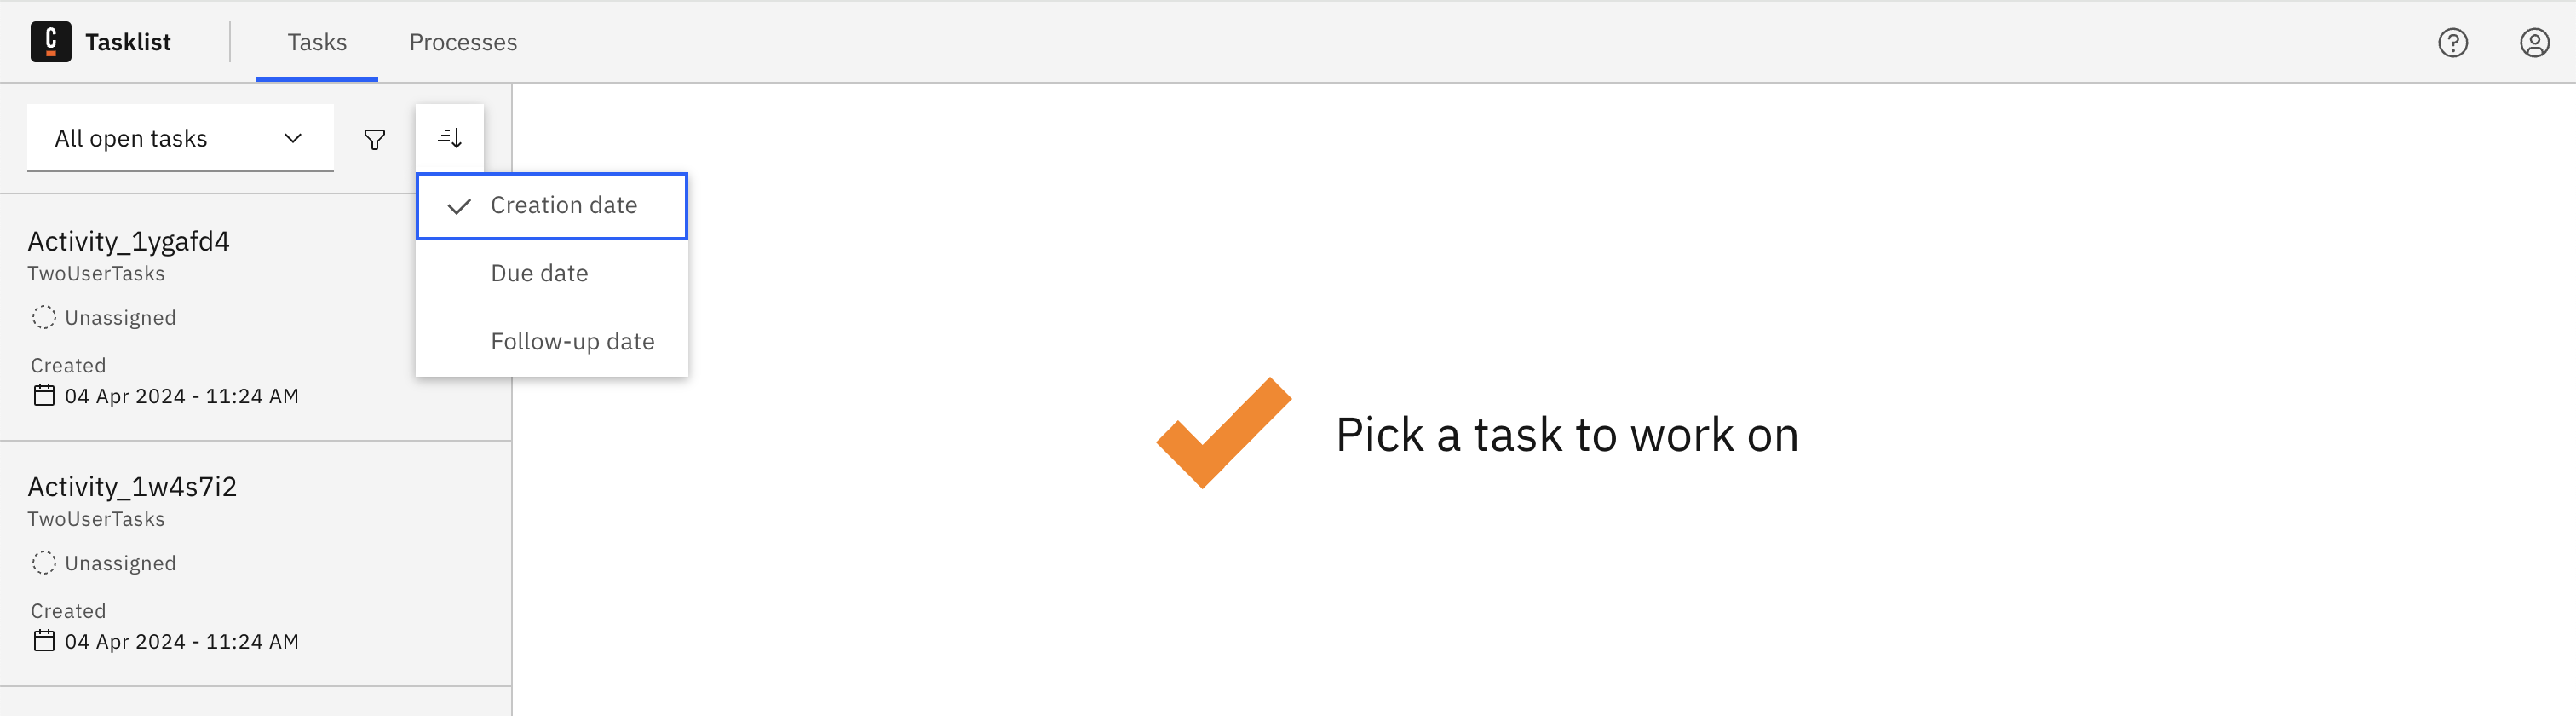 C Tasklist Tasks Processes
All open tasks
Creation date
Due date
Follow-up date
Activity_1ygafd4
TwoUserTasks
Unassigned
Created
04 Apr 2024 - 11:24 AM
Activity_1w4s7i2
TwoUserTasks
Unassigned
Created
04 Apr 2024 - 11:24 AM
Pick a task to work on